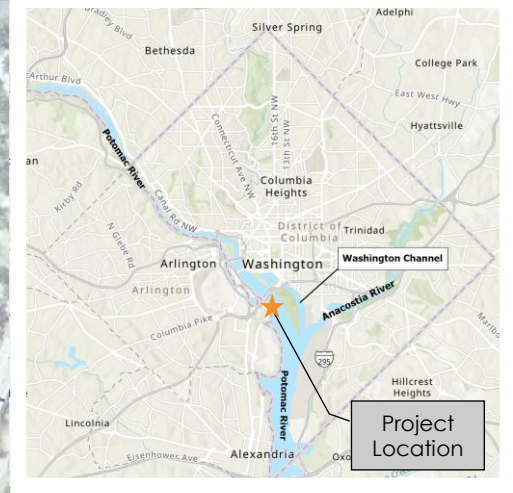 Adelphi
Bradley Blvd
Silver Spring
Bethesda
College Park
Arthur Blvd
East West Hwy
Hyattsville
Potomac River
Connecticut Ave NW
16th St NW
13th St NW
Columbia
Heights
Kirby Rd
Canal Rd NW
N Glebe Rd
District of
Columbia
Trinidad
Arlington
Washington
Washington Channel
Arlington
Anacostia River
Columbia Pike
295
Potomac River
Hillcrest
Heights
Project
Location
Lincolnia
Eisenhower Ave
Alexandria